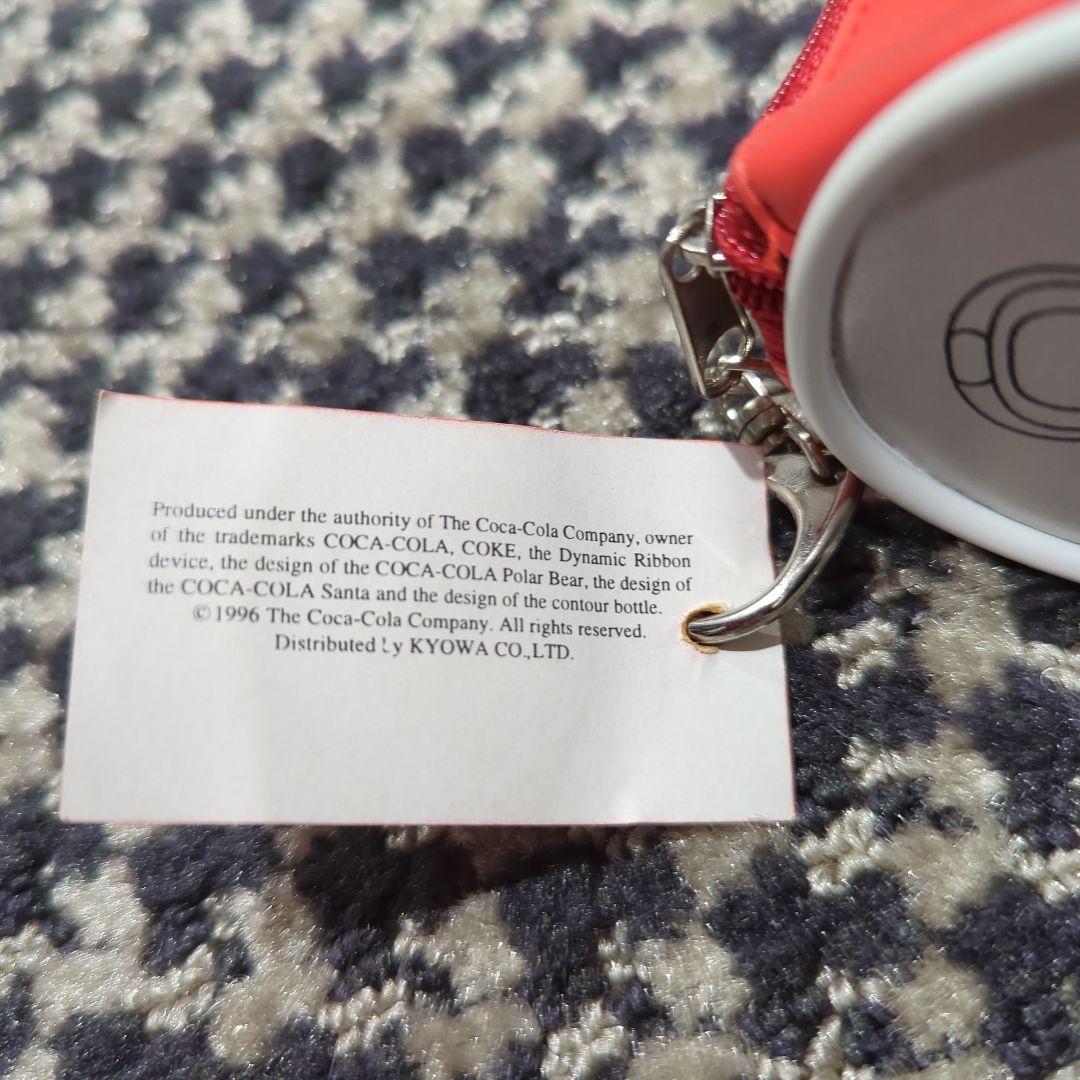 Produced under the authority of The Coca-Cola Company, owner
of the trademarks COCA-COLA, COKE, the Dynamic Ribbon
device, the design of the COCA-COLA Polar Bear, the design of
the COCA-COLA Santa and the design of the contour bottle.
©1996 The Coca-Cola Company. All rights reserved.
Distributed by KYOWA CO.,LTD.